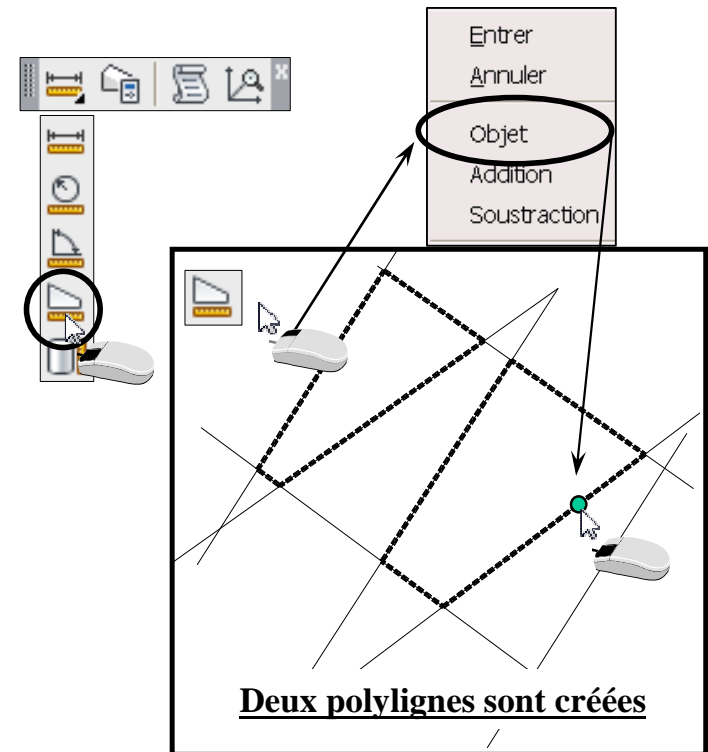 Entrer
Annuler
Objet
Addition
Soustraction
Deux polylignes sont créées